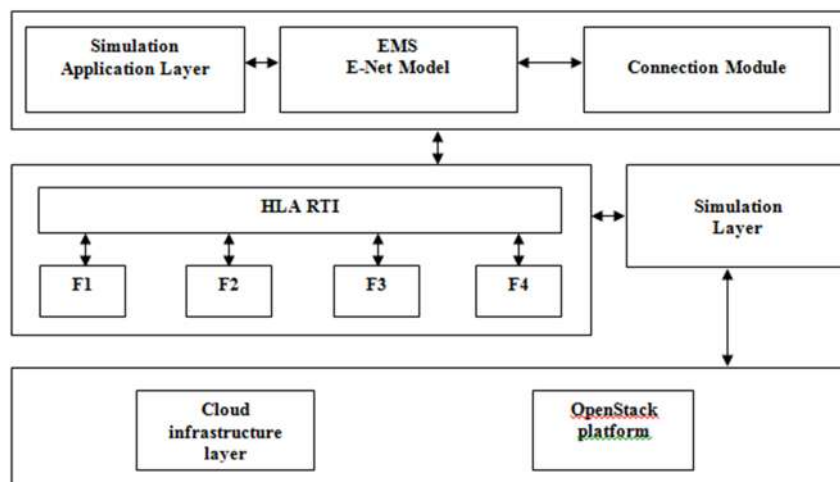 Simulation
Application Layer
EMS
E-Net Model
Connection Module
HLA RTI
Simulation
Layer
F1
F2
F3
F4
Cloud
infrastructure
layer
OpenStack
platform